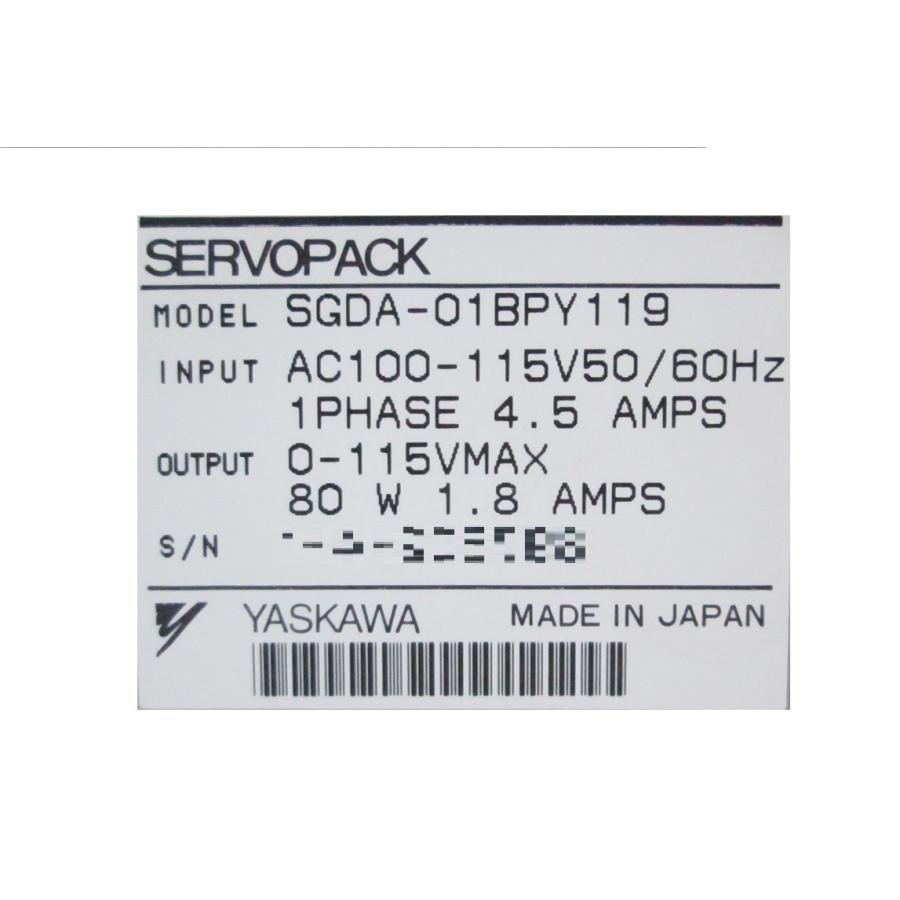 SERVOPACK
MODEL SGDA-01BPY119
INPUT AC100-115V50/60Hz
1PHASE 4.5 AMPS
OUTPUT 0-115VMAX
80 W 1.8 AMPS
S/N
YASKAWA MADE IN JAPAN